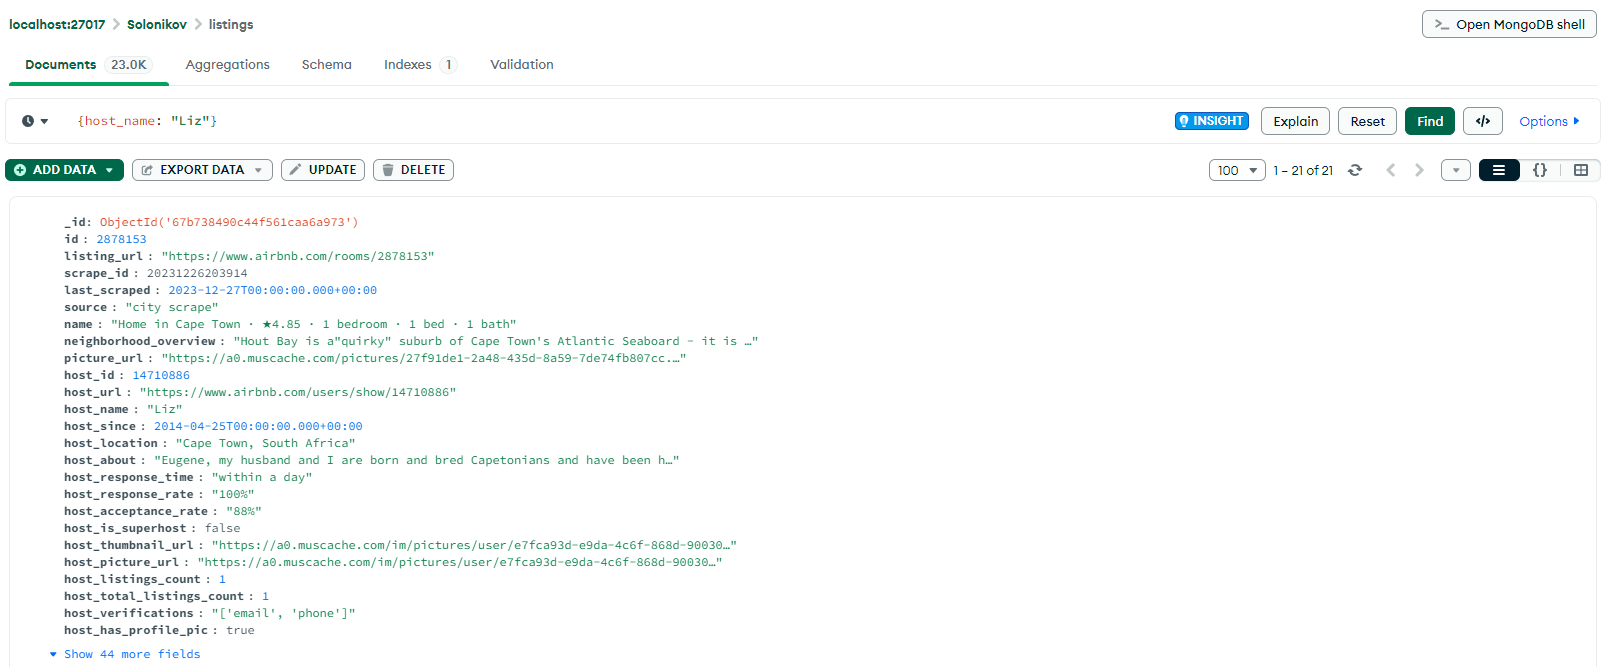 localhost:27017 > Solonikov > listings
>_ Open MongoDB shell
Documents 23.0K Aggregations Schema Indexes 1 Validation
{host_name: "Liz"}
INSIGHT Explain Reset Find </> Options
ADD DATA EXPORT DATA UPDATE DELETE
100 1 – 21 of 21 {}
_id: ObjectId('67b738490c44f561caa6a973')
id : 2878153
listing_url : "https://www.airbnb.com/rooms/2878153"
scrape_id : 20231226203914
last_scraped : 2023-12-27T00:00:00.000+00:00
source : "city scrape"
name : "Home in Cape Town · ★4.85 · 1 bedroom · 1 bed · 1 bath"
neighborhood_overview : "Hout Bay is a"quirky" suburb of Cape Town's Atlantic Seaboard - it is …"
picture_url : "https://a0.muscache.com/pictures/27f91de1-2a48-435d-8a59-7de74fb807cc.…"
host_id : 14710886
host_url : "https://www.airbnb.com/users/show/14710886"
host_name : "Liz"
host_since : 2014-04-25T00:00:00.000+00:00
host_location : "Cape Town, South Africa"
host_about : "Eugene, my husband and I are born and bred Capetonians and have been h…"
host_response_time : "within a day"
host_response_rate : "100%"
host_acceptance_rate : "88%"
host_is_superhost : false
host_thumbnail_url : "https://a0.muscache.com/im/pictures/user/e7fca93d-e9da-4c6f-868d-90030…"
host_picture_url : "https://a0.muscache.com/im/pictures/user/e7fca93d-e9da-4c6f-868d-90030…"
host_listings_count : 1
host_total_listings_count : 1
host_verifications : "['email', 'phone']"
host_has_profile_pic : true
Show 44 more fields